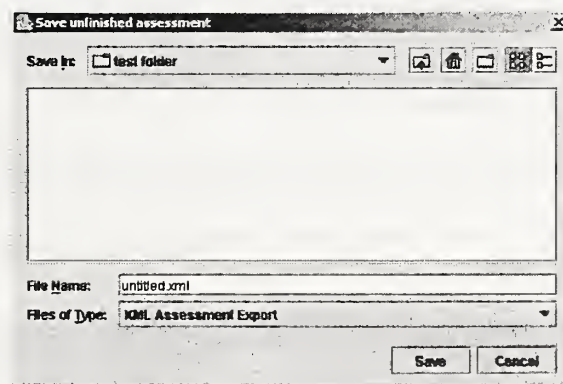 Save unfinished assessment
Save In: test folder
File Name: untitled.xml
Files of Type: XML Assessment Export
Save Cancel